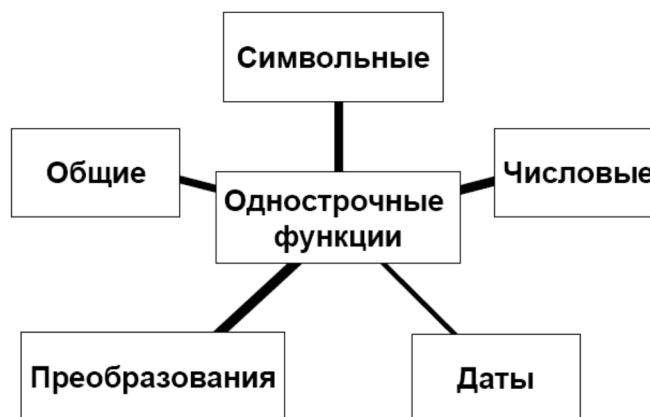 Символьные
Общие
Числовые
Однострочные
функции
Преобразования
Даты